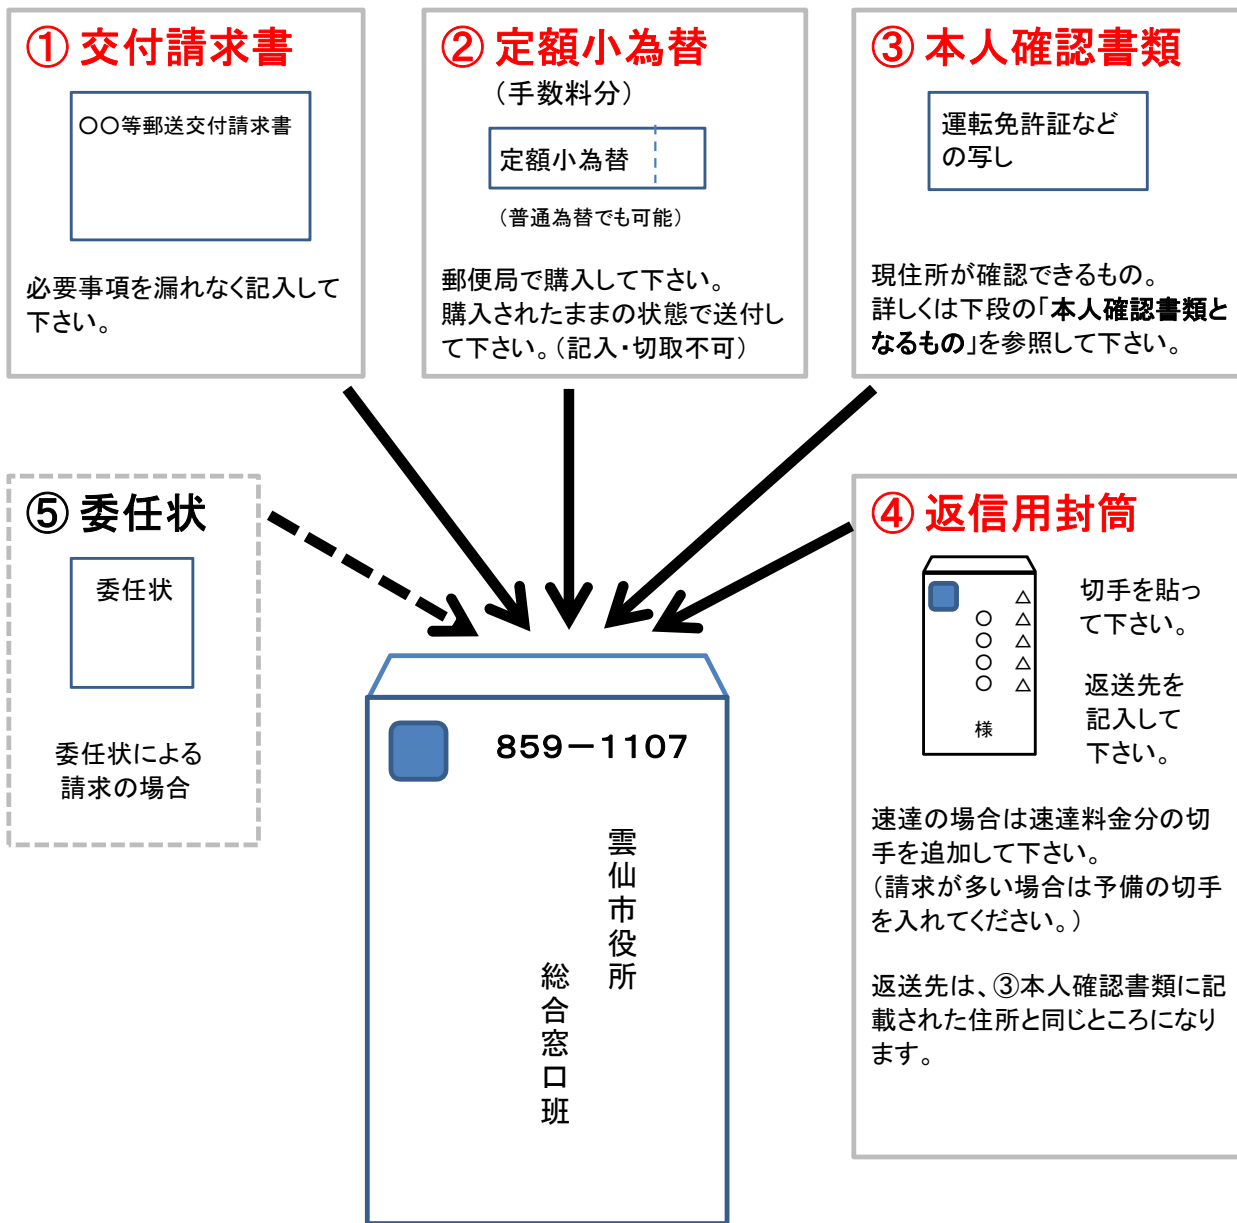 ① 交付請求書
〇〇等郵送交付請求書
必要事項を漏れなく記入して
下さい。
② 定額小為替
（手数料分）
定額小為替
（普通為替でも可能）
郵便局で購入して下さい。
購入されたままの状態で送付し
て下さい。（記入・切取不可）
③ 本人確認書類
運転免許証など
の写し
現住所が確認できるもの。
詳しくは下段の「本人確認書類と
なるもの」を参照して下さい。
⑤ 委任状
委任状
委任状による
請求の場合
859－1107
雲仙市役所
総合窓口班
④ 返信用封筒
△△△△△
〇〇〇〇
様
切手を貼っ
て下さい。
返送先を
記入して
下さい。
速達の場合は速達料金分の切
手を追加して下さい。
（請求が多い場合は予備の切手
を入れてください。）
返送先は、③本人確認書類に記
載された住所と同じところになり
ます。